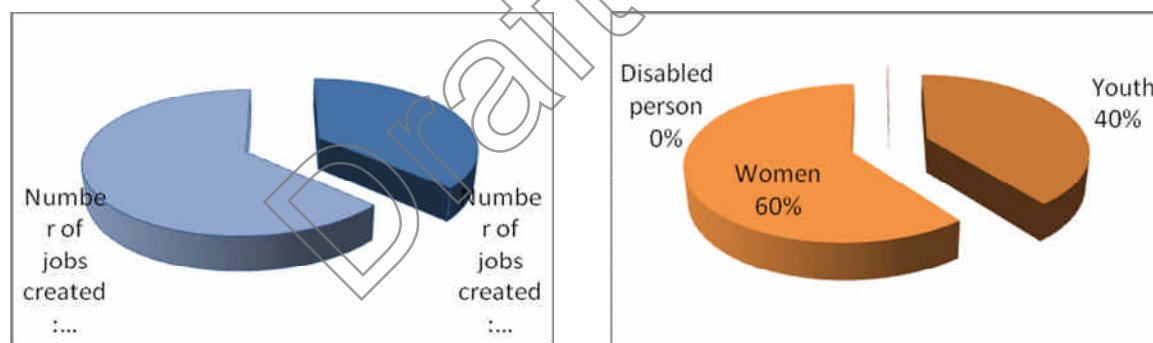 Numbe
r of
jobs
created
:...
Numbe
r of
jobs
created
:...
Disabled
person
0%
Women
60%
Youth
40%
Draft